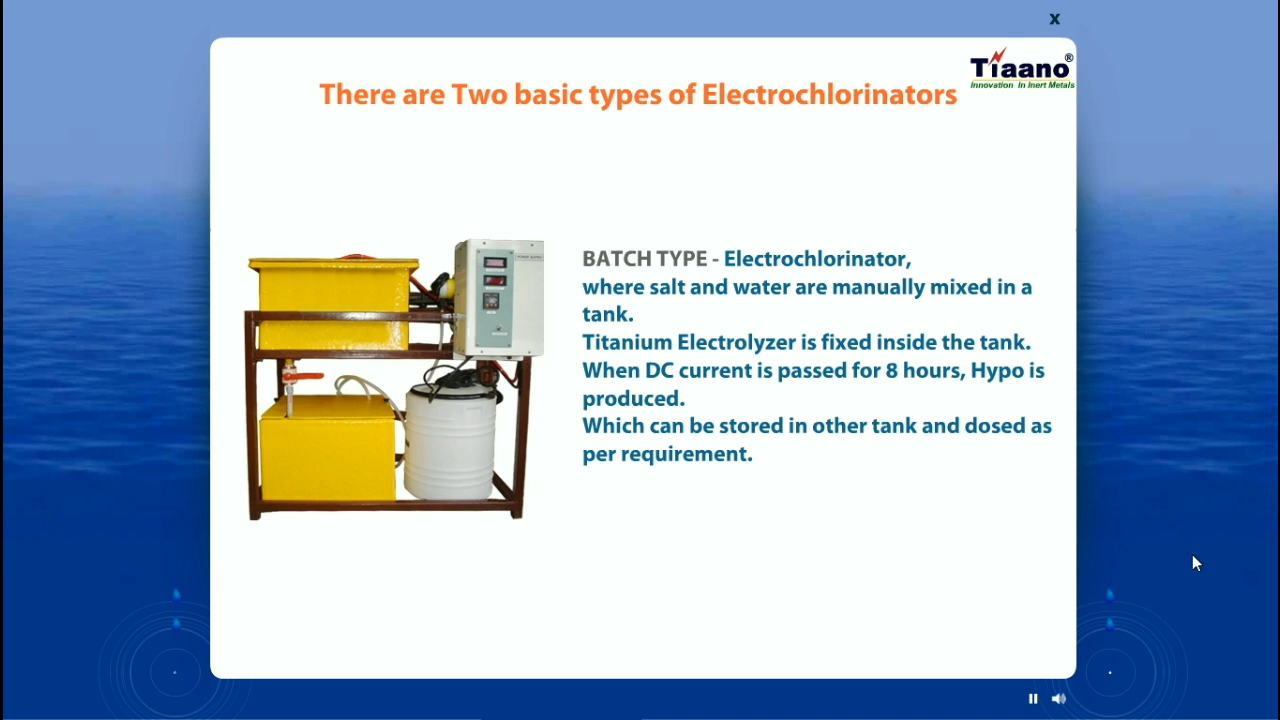 x
Tiaano®
Innovation In Inert Metals
There are Two basic types of Electrochlorinators
BATCH TYPE - Electrochlorinator,
where salt and water are manually mixed in a
tank.
Titanium Electrolyzer is fixed inside the tank.
When DC current is passed for 8 hours, Hypo is
produced.
Which can be stored in other tank and dosed as
per requirement.